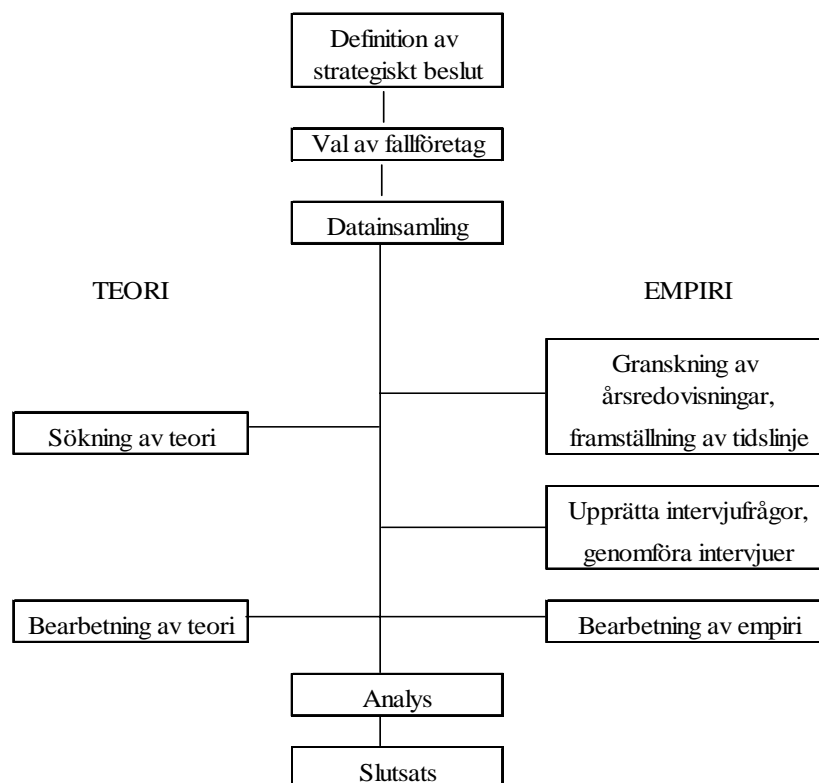 Definition av
strategiskt beslut
Val av fallföretag
Datainsamling
TEORI
EMPIRI
Granskning av
årsredovisningar,
framställning av tidslinje
Sökning av teori
Upprätta intervjufrågor,
genomföra intervjuer
Bearbetning av teori
Bearbetning av empiri
Analys
Slutsats